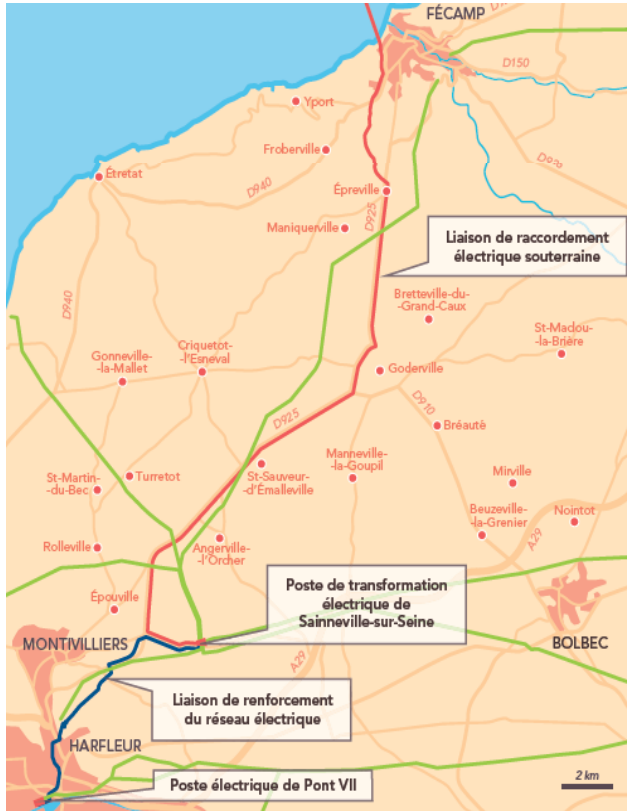 FÉCAMP
D150
Yport
Froberville
Étretat
D940
Épreville
D925
Maniquerville
Liaison de raccordement
électrique souterraine
D940
Bretteville-du-
-Grand-Caux
St-Maclou-
la-Brière
Criquetot-
-l'Esneval
Gonneville-
la-Mallet
Goderville
D910
D925
Bréauté
Manneville-
la-Goupil
St-Sauveur-
d'Émalleville
Turretot
St-Martin-
du-Bec
Mirville
Beuzeville-
la-Grenier
Nointot
A29
Rolleville
Angerville-
-l'Orcher
Épouville
Poste de transformation
électrique de
Sainneville-sur-Seine
MONTIVILLIERS
BOLBEC
A29
Liaison de renforcement
du réseau électrique
HARFLEUR
Poste électrique de Pont VII
2 km